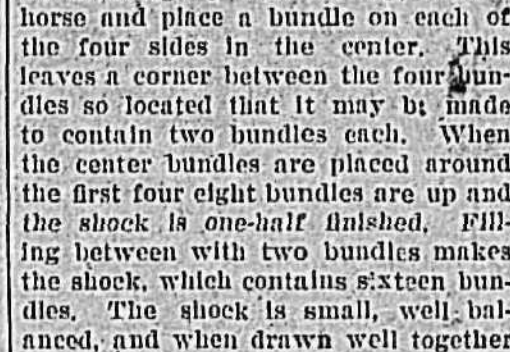 horse and place a bundle on each of
the four sides in the center. This
leaves a corner between the four bun-
dles so located that it may be made
to contain two bundles each. When
the center bundles are placed around
the first four eight bundles are up and
the shock is one-half finished. Fill-
ing between with two bundles makes
the shock, which contains sixteen bun-
dles. The shock is small, well bal-
anced, and when drawn well together